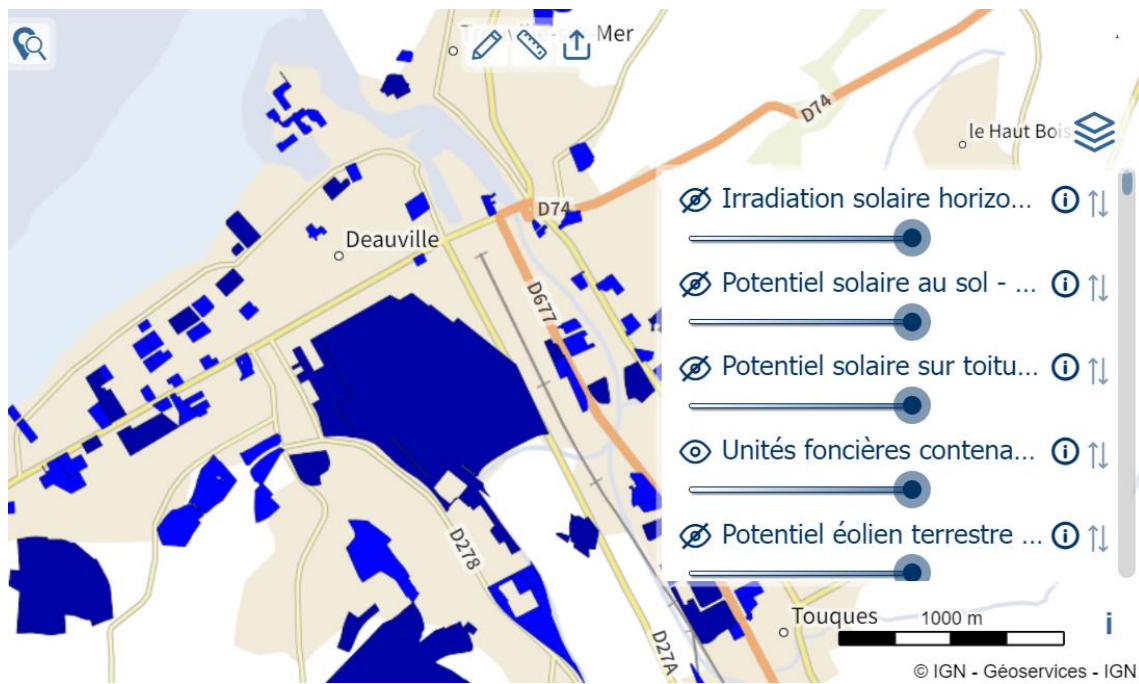 Mer
D74
le Haut Bois
Irradiation solaire horizo...
D74
Deauville
Potentiel solaire au sol - ...
D677
Potentiel solaire sur toitu...
Unités foncières contena...
Potentiel éolien terrestre ...
D278
Touques
1000 m
D27A
i
© IGN - Géoservices - IGN